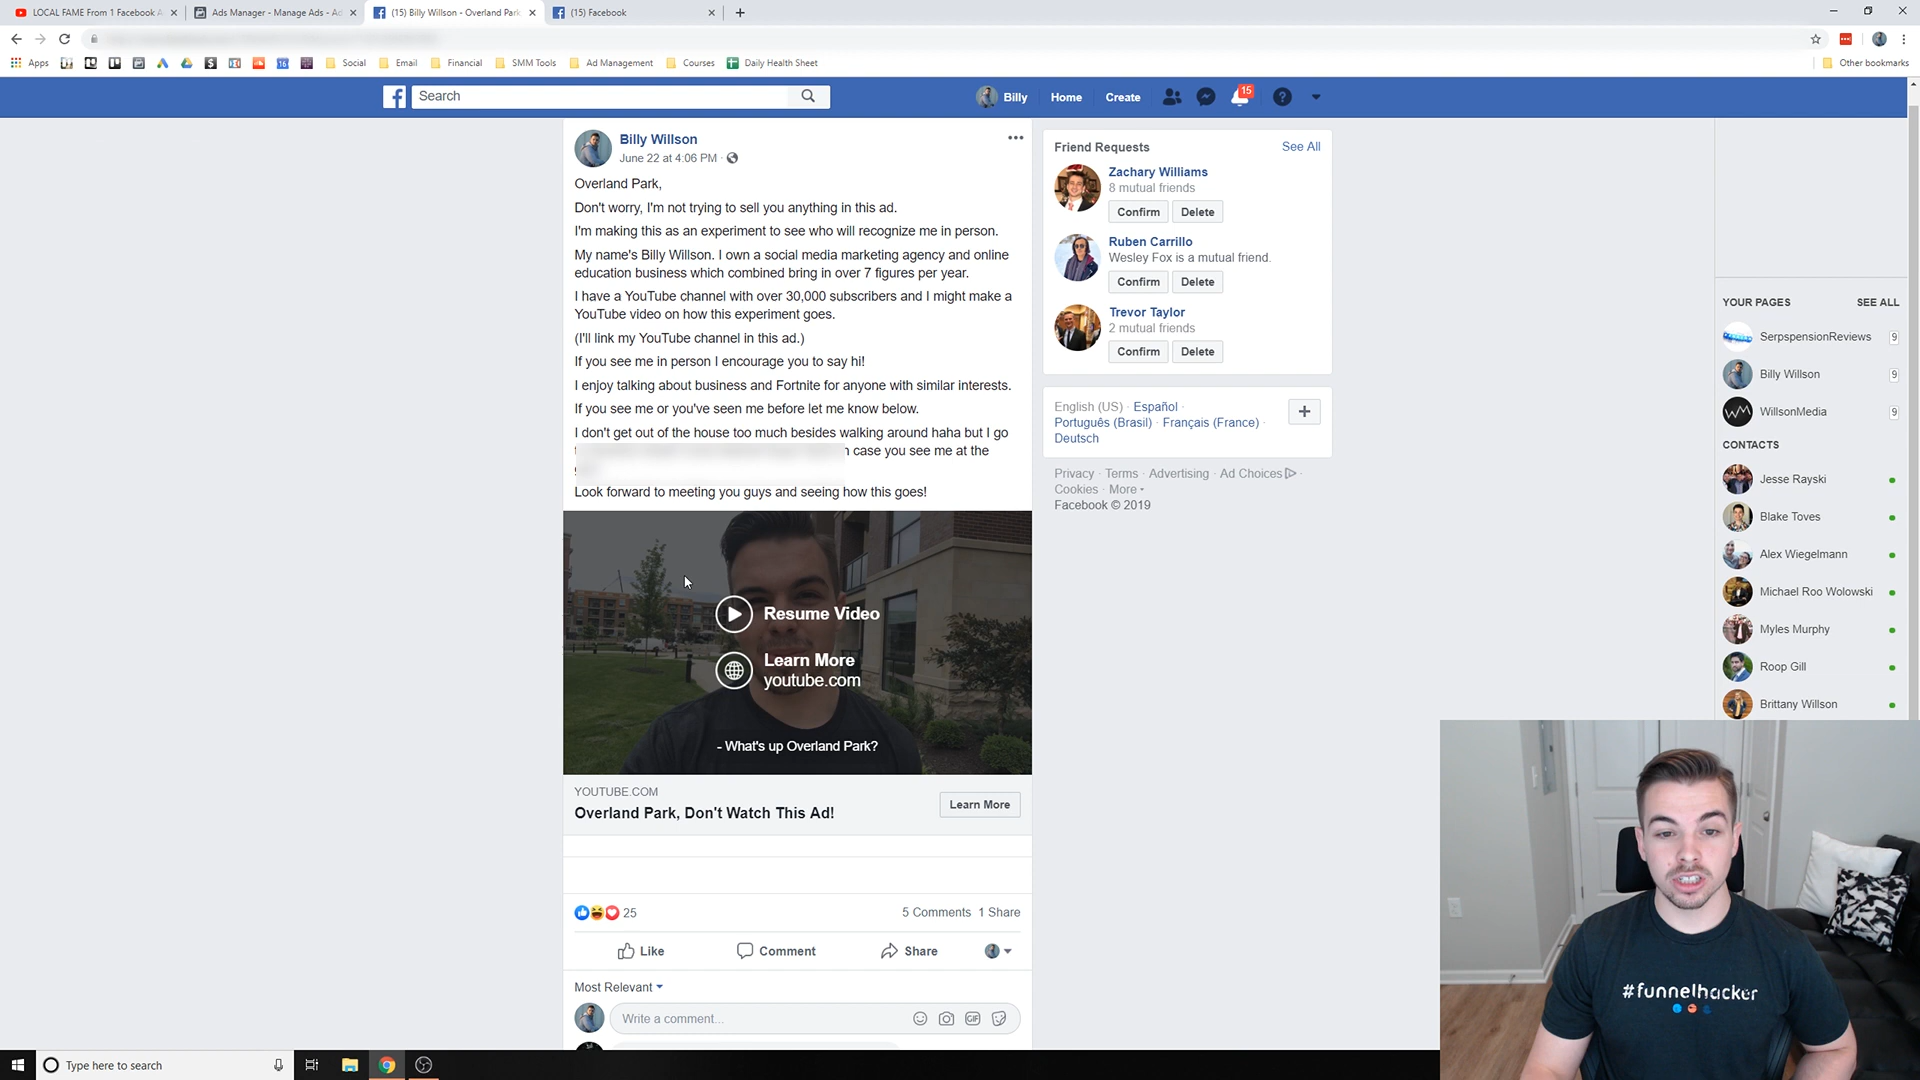 LOCAL FAME From 1 Facebook A
Ads Manager - Manage Ads - Ad
(15) Billy Willson - Overland Park
(15) Facebook
Apps
Social
Email
Financial
SMM Tools
Ad Management
Courses
Daily Health Sheet
Other bookmarks
Search
Billy
Home
Create
15
Billy Willson
June 22 at 4:06 PM ·
Overland Park,
Don't worry, I'm not trying to sell you anything in this ad.
I'm making this as an experiment to see who will recognize me in person.
My name's Billy Willson. I own a social media marketing agency and online
education business which combined bring in over 7 figures per year.
I have a YouTube channel with over 30,000 subscribers and I might make a
YouTube video on how this experiment goes.
(I'll link my YouTube channel in this ad.)
If you see me in person I encourage you to say hi!
I enjoy talking about business and Fortnite for anyone with similar interests.
If you see me or you've seen me before let me know below.
I don't get out of the house too much besides walking around haha but I go
case you see me at the
Look forward to meeting you guys and seeing how this goes!
Resume Video
Learn More
youtube.com
- What's up Overland Park?
YOUTUBE.COM
Overland Park, Don't Watch This Ad!
Learn More
25
5 Comments 1 Share
Like
Comment
Share
Most Relevant
Write a comment...
GIF
Friend Requests
See All
Zachary Williams
8 mutual friends
Confirm
Delete
Ruben Carrillo
Wesley Fox is a mutual friend.
Confirm
Delete
Trevor Taylor
2 mutual friends
Confirm
Delete
English (US) · Español ·
Português (Brasil) · Français (France) ·
Deutsch
Privacy · Terms · Advertising · Ad Choices ·
Cookies · More
Facebook © 2019
YOUR PAGES
SEE ALL
SerpspensionReviews
9
Billy Willson
9
WillsonMedia
9
CONTACTS
Jesse Rayski
Blake Toves
Alex Wiegelmann
Michael Roo Wolowski
Myles Murphy
Roop Gill
Brittany Willson
#funnelhacker
Type here to search